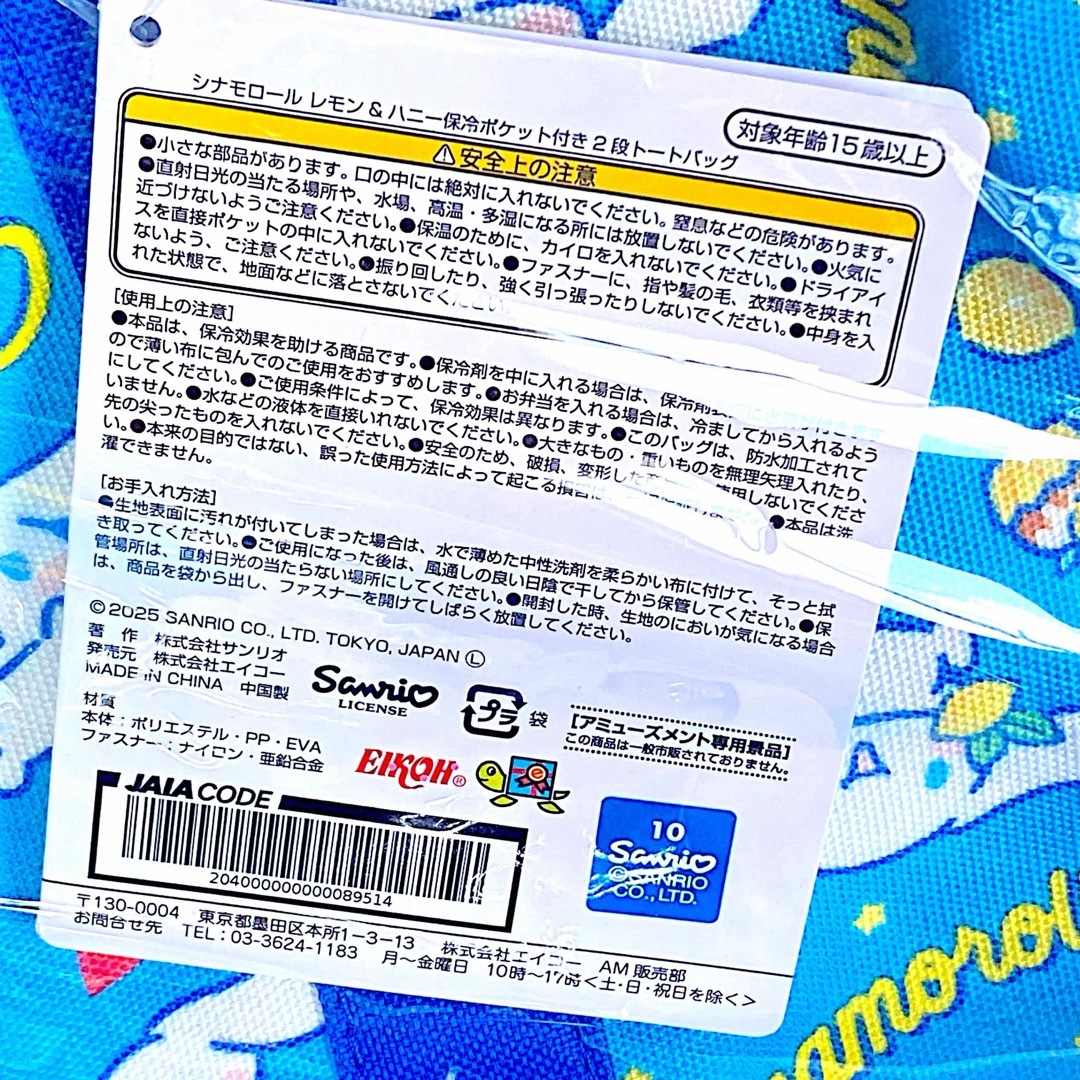 シナモロール レモン & ハニー保冷ポケット付き2段トートバッグ
対象年齢15歳以上
⚠安全上の注意
●小さな部品があります。口の中には絶対に入れないでください。窒息などの危険があります。
●直射日光の当たる場所や、水場、高温・多湿になる所には放置しないでください。●火気に
近づけないようご注意ください。●保温のために、カイロを入れないでください。●ドライアイ
スを直接ポケットの中に入れないでください。●ファスナーに、指や髪の毛、衣類等を挟まれ
ないよう、ご注意ください。●振り回したり、強く引っ張ったりしないでください。●中身を入
れた状態で、地面などに落とさないでください。
[使用上の注意]
●本品は、保冷効果を助ける商品です。●保冷剤を中に入れる場合は、保冷剤
ので薄い布に包んでのご使用をおすすめします。●お弁当を入れる場合は、冷ましてから入れるよう
にしてください。●ご使用条件によって、保冷効果は異なります。●このバッグは、防水加工されて
いません。●水などの液体を直接いれないでください。●大きなもの・重いものを無理矢理入れたり、
先の尖ったものを入れないでください。●安全のため、破損、変形した 使用しないでくださ
い。●本来の目的ではない、誤った使用方法によって起こる損害は ●本品は洗
濯できません。
[お手入れ方法]
●生地表面に汚れが付いてしまった場合は、水で薄めた中性洗剤を柔らかい布に付けて、そっと拭
き取ってください。●ご使用になった後は、風通しの良い日陰で干してから保管してください。●保
管場所は、直射日光の当たらない場所にしてください。●開封した時、生地のにおいが気になる場合
は、商品を袋から出し、ファスナーを開けてしばらく放置してください。
© 2025 SANRIO CO., LTD. TOKYO, JAPAN Ⓛ
著 作 株式会社サンリオ
発売元 株式会社エイコー
MADE IN CHINA 中国製
Sanrio
LICENSE
プラ 袋
[アミューズメント専用景品]
この商品は一般市販されておりません。
材質
本体：ポリエステル・PP・EVA
ファスナー：ナイロン・亜鉛合金
EIKOH®
JAIA CODE
2040000000000089514
10
Sanrio
© SANRIO
CO., LTD.
〒130-0004 東京都墨田区本所1-3-13 株式会社エイコー AM販売部
お問合せ先 TEL：03-3624-1183 月～金曜日 10時～17時<土・日・祝日を除く>